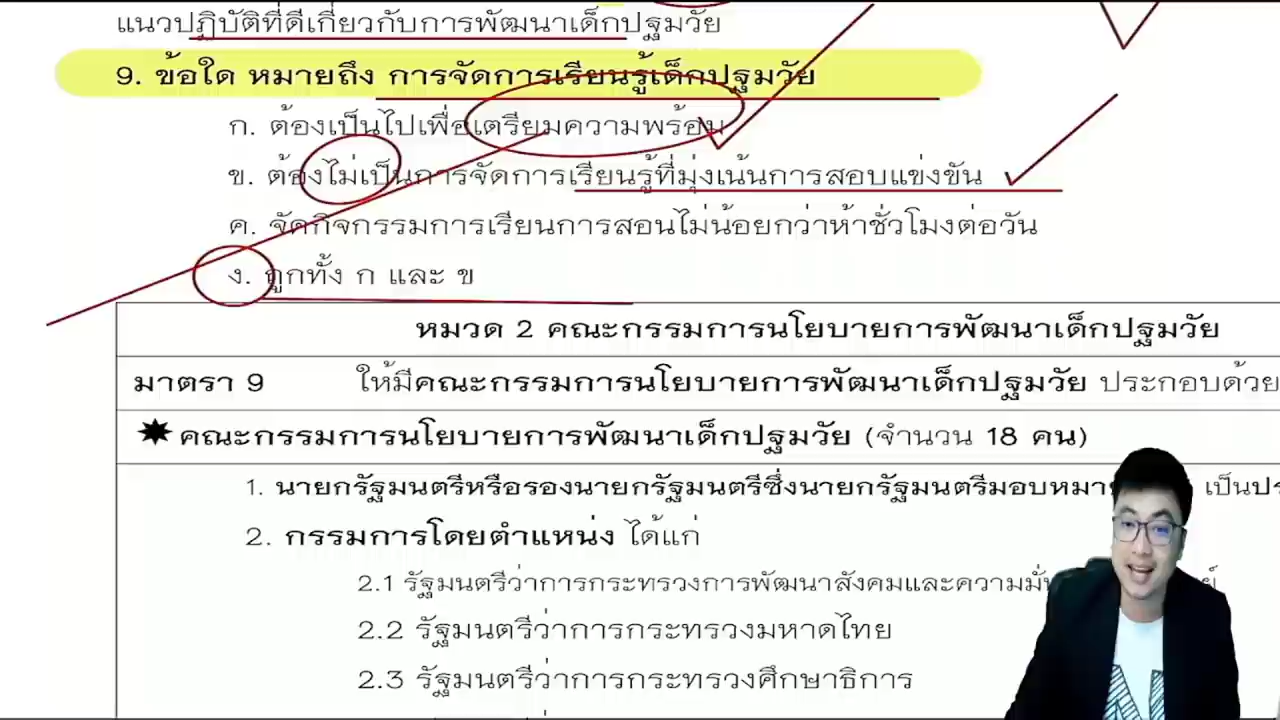 แนวปฏิบัติที่ดีเกี่ยวกับการพัฒนาเด็กปฐมวัย
9. ข้อใด หมายถึง การจัดการเรียนรู้เด็กปฐมวัย
ก. ต้องเป็นไปเพื่อเตรียมความพร้อม
ข. ต้องไม่เป็นการจัดการเรียนรู้ที่มุ่งเน้นการสอบแข่งขัน
ค. จัดกิจกรรมการเรียนการสอนไม่น้อยกว่าห้าชั่วโมงต่อวัน
ง. ถูกทั้ง ก และ ข
หมวด 2 คณะกรรมการนโยบายการพัฒนาเด็กปฐมวัย
มาตรา 9 ให้มีคณะกรรมการนโยบายการพัฒนาเด็กปฐมวัย ประกอบด้วย
คณะกรรมการนโยบายการพัฒนาเด็กปฐมวัย (จำนวน 18 คน)
1. นายกรัฐมนตรีหรือรองนายกรัฐมนตรีซึ่งนายกรัฐมนตรีมอบหมาย เป็น
2. กรรมการโดยตำแหน่ง ได้แก่
2.1 รัฐมนตรีว่าการกระทรวงการพัฒนาสังคมและความ
2.2 รัฐมนตรีว่าการกระทรวงมหาดไทย
2.3 รัฐมนตรีว่าการกระทรวงศึกษาธิการ